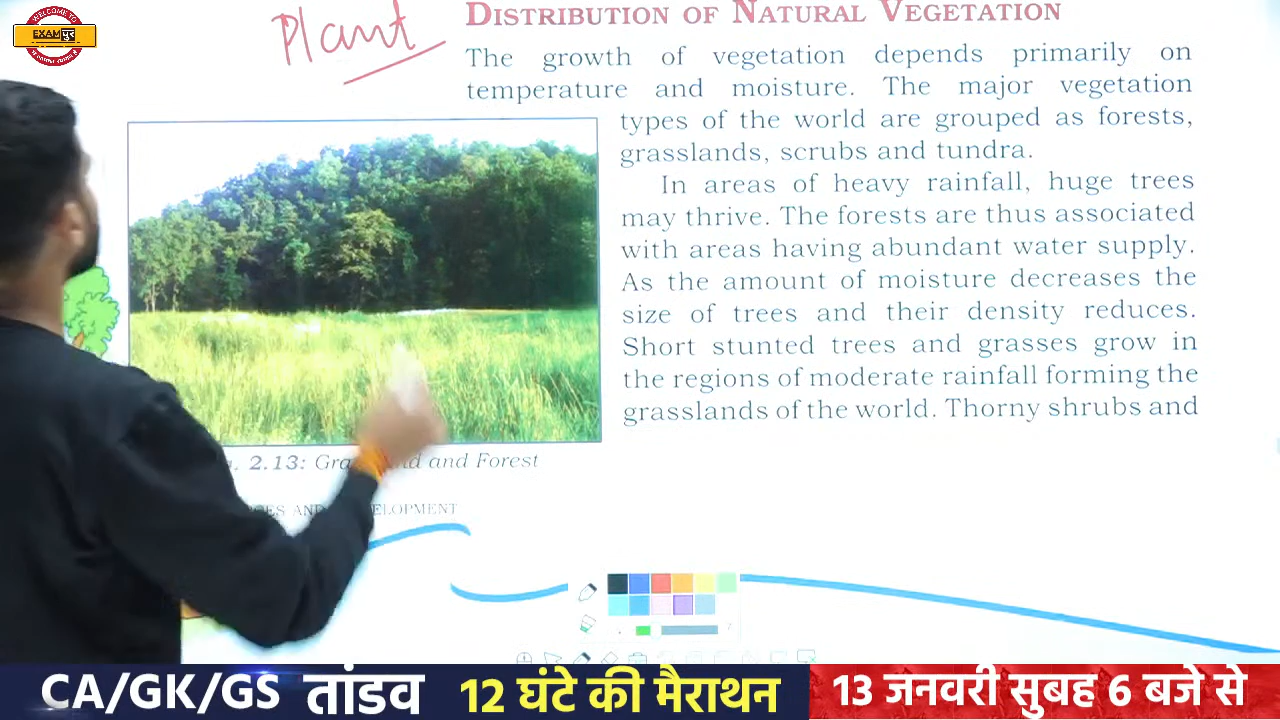 WELCOME TO
EXAM पुर
Plant
DISTRIBUTION OF NATURAL VEGETATION
The growth of vegetation depends primarily on
temperature and moisture. The major vegetation
types of the world are grouped as forests,
grasslands, scrubs and tundra.
In areas of heavy rainfall, huge trees
may thrive. The forests are thus associated
with areas having abundant water supply.
As the amount of moisture decreases the
size of trees and their density reduces.
Short stunted trees and grasses grow in
the regions of moderate rainfall forming the
grasslands of the world. Thorny shrubs and
2.13: and Forest
CA/GK/GS तांडव 12 घंटे की मैराथन 13 जनवरी सुबह 6 बजे से